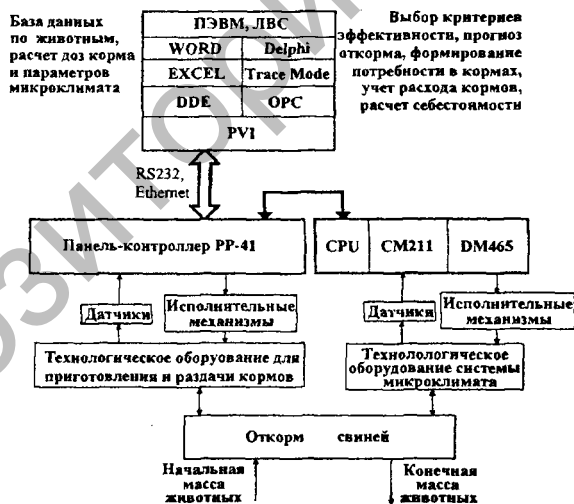 База данных
по животным,
расчет доз корма
и параметров
микроклимата
ПЭВМ, ЛВС
WORD
Delphi
EXCEL
Trace Mode
DDE
OPC
PVI
Выбор критериев
эффективности, прогноз
откорма, формирование
потребности в кормах,
учет расхода кормов,
расчет себестоимости
RS232,
Ethernet
Панель-контроллер PP-41
CPU
CM211
DM465
Датчики
Исполнительные
механизмы
Датчики
Исполнительные
механизмы
Технологическое оборуование для
приготовления и раздачи кормов
Технолологическое
оборудование системы
микроклимата
Откорм свиней
Начальная
масса
животных
Конечная
масса
животных